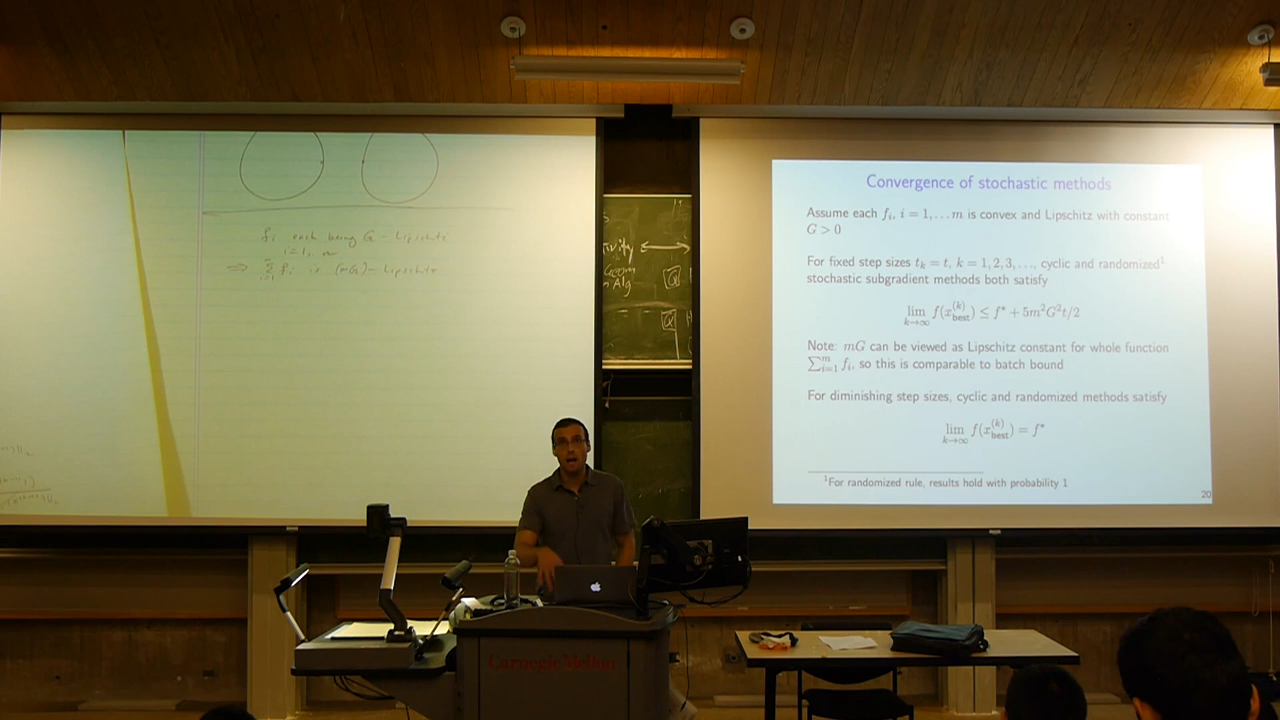 f_i each being G - Lipschitz
i=1,..m
⇒ ∑_{i=1}^m f_i is (mG) - Lipschitz
Alg
Q
Q
Convergence of stochastic methods
Assume each f_i, i = 1, . . . m is convex and Lipschitz with constant
G > 0
For fixed step sizes t_k = t, k = 1, 2, 3, . . ., cyclic and randomized¹
stochastic subgradient methods both satisfy
lim_{k→∞} f(x_best^{(k)}) ≤ f* + 5m²G²t/2
Note: mG can be viewed as Lipschitz constant for whole function
∑_{i=1}^m f_i, so this is comparable to batch bound
For diminishing step sizes, cyclic and randomized methods satisfy
lim_{k→∞} f(x_best^{(k)}) = f*
¹For randomized rule, results hold with probability 1
20
Carnegie Mellon